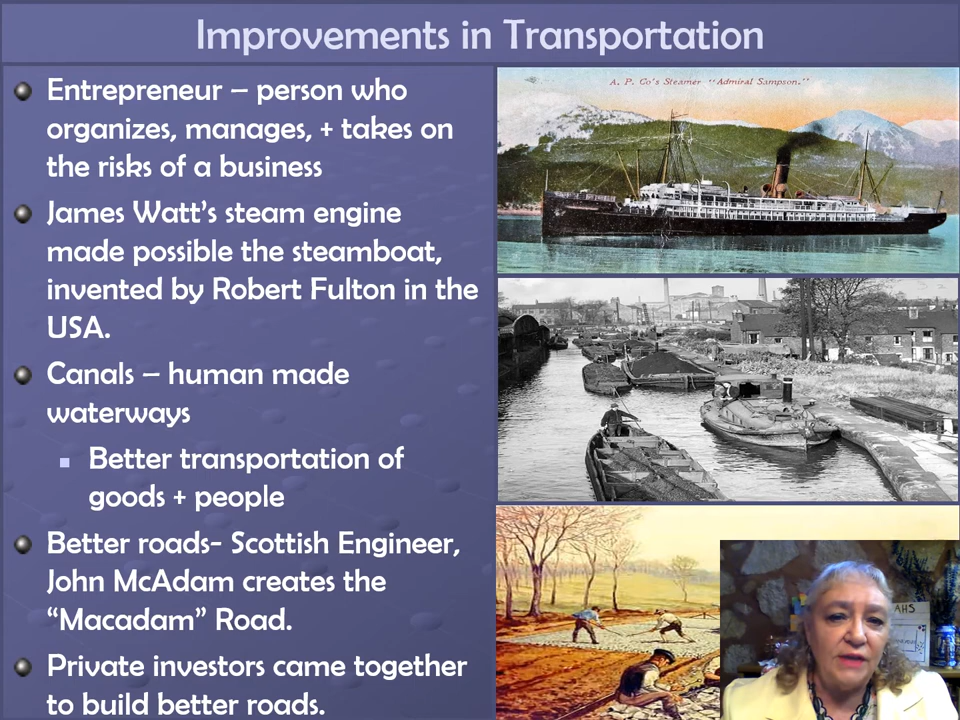 Improvements in Transportation
Entrepreneur – person who
organizes, manages, + takes on
the risks of a business
James Watt's steam engine
made possible the steamboat,
invented by Robert Fulton in the
USA.
Canals – human made
waterways
Better transportation of
goods + people
Better roads- Scottish Engineer,
John McAdam creates the
"Macadam" Road.
Private investors came together
to build better roads.
A. P. Co's Steamer "Admiral Sampson."
AHS